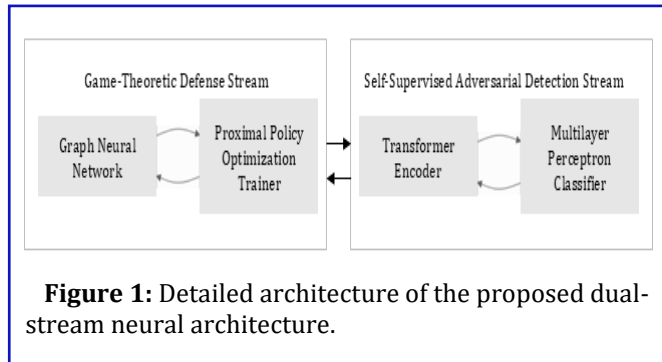 Game-Theoretic Defense Stream
Graph Neural
Network
Proximal Policy
Optimization
Trainer
Self-Supervised Adversarial Detection Stream
Transformer
Encoder
Multilayer
Perceptron
Classifier
Figure 1: Detailed architecture of the proposed dual-
stream neural architecture.